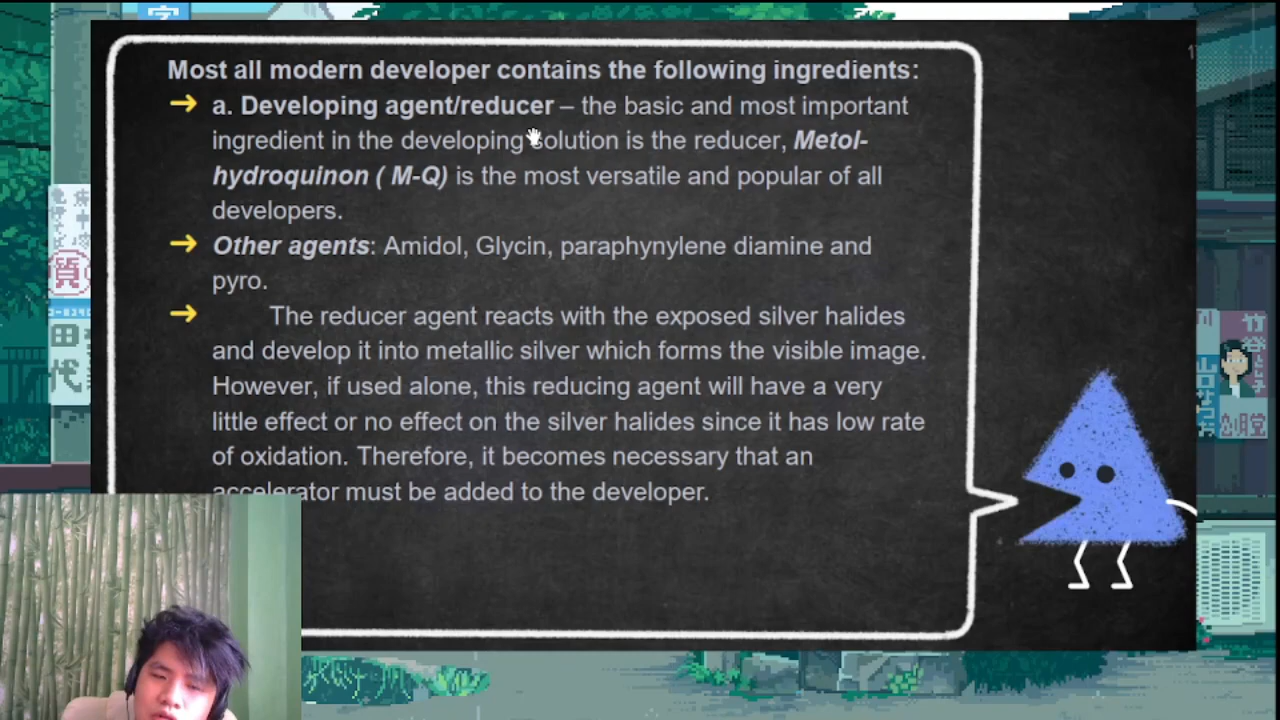 字
Most all modern developer contains the following ingredients:
→ a. Developing agent/reducer – the basic and most important
ingredient in the developing solution is the reducer, Metol-
hydroquinon ( M-Q) is the most versatile and popular of all
developers.
→ Other agents: Amidol, Glycin, paraphynylene diamine and
pyro.
→ The reducer agent reacts with the exposed silver halides
and develop it into metallic silver which forms the visible image.
However, if used alone, this reducing agent will have a very
little effect or no effect on the silver halides since it has low rate
of oxidation. Therefore, it becomes necessary that an
accelerator must be added to the developer.
質
田
代